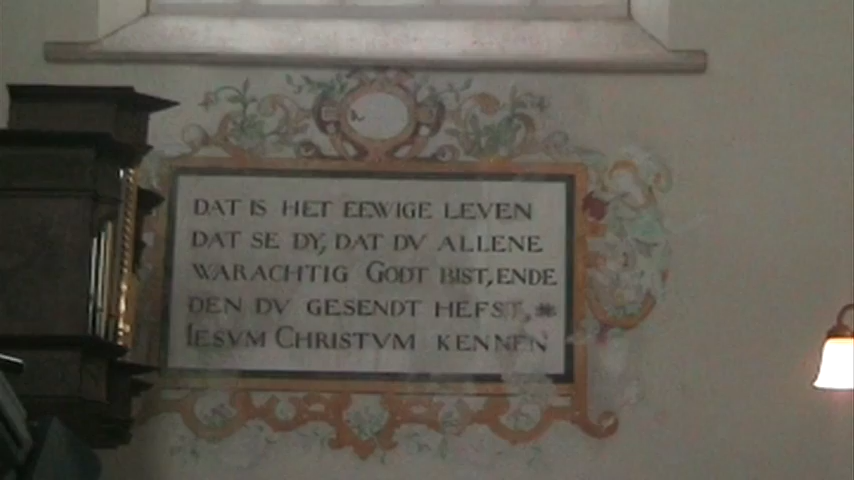 DAT IS HET EEWIGE LEVEN
DAT SE DY, DAT DV ALLENE
WARACHTIG GODT BIST, ENDE
DEN DV GESENDT HEFST, *
IESVM CHRISTVM KENNEN